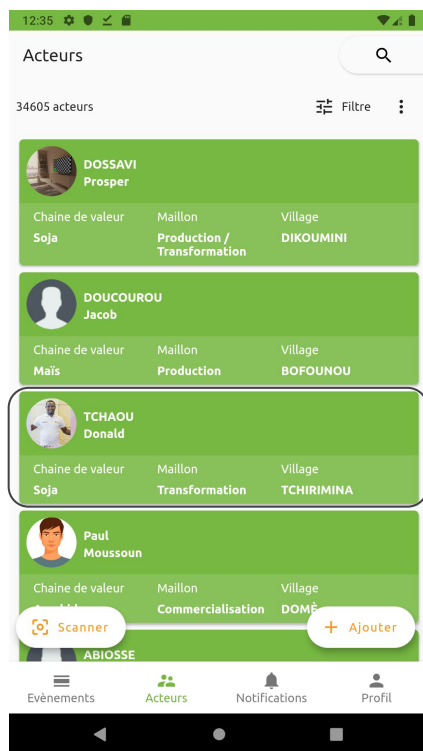 12:35
Acteurs
34605 acteurs
Filtre
DOSSAVI
Prosper
Chaine de valeur Maillon Village
Soja Production / DIKOUMINI
Transformation
DOUCOUROU
Jacob
Chaine de valeur Maillon Village
Maïs Production BOFOUNOU
TCHAOU
Donald
Chaine de valeur Maillon Village
Soja Transformation TCHIRIMINA
Paul
Moussoun
Chaine de valeur Maillon Village
Commercialisation DOMÈ
Scanner
Ajouter
ABIOSSE
Evènements Acteurs Notifications Profil